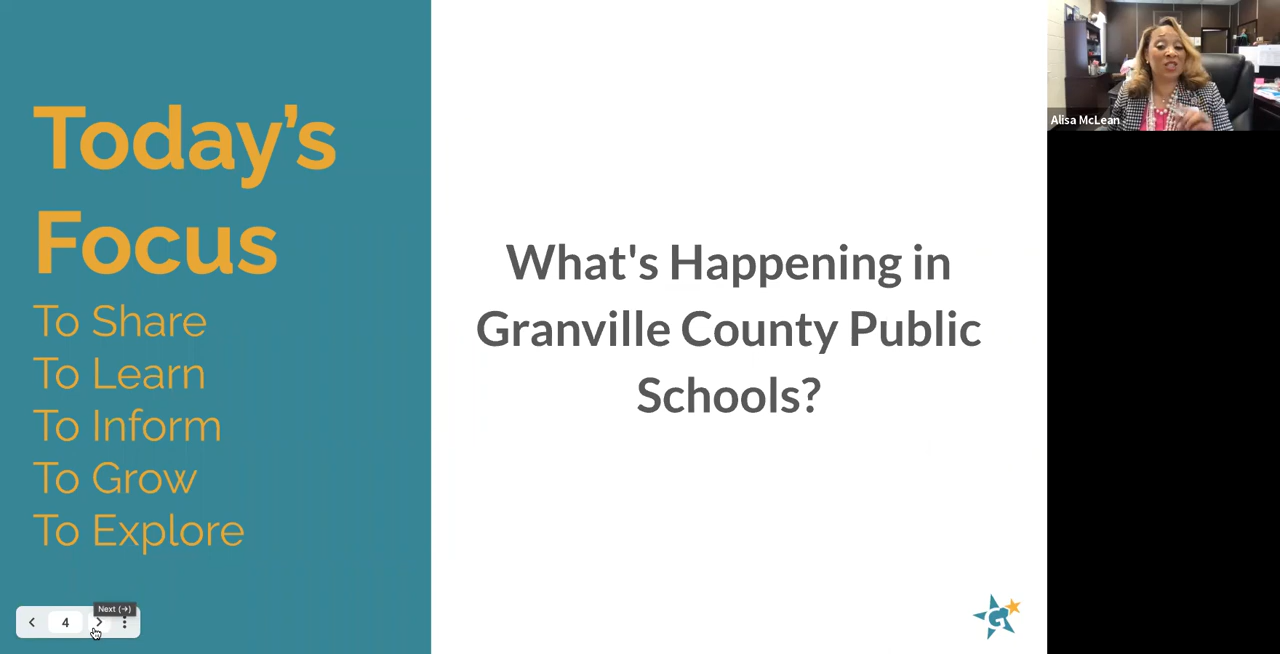 Today's
Focus
To Share
To Learn
To Inform
To Grow
To Explore
What's Happening in
Granville County Public
Schools?
Alisa McLean
Next (→)
4
G